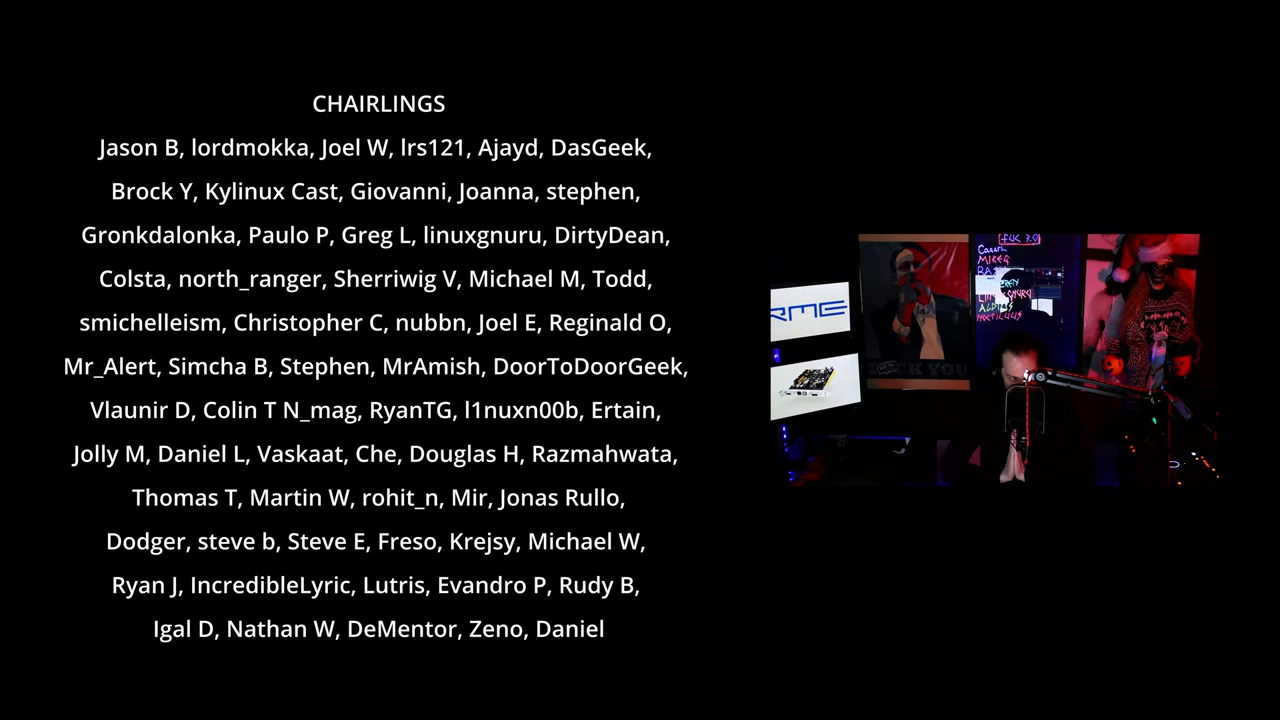 CHAIRLINGS
Jason B, lordmokka, Joel W, lrs121, Ajayd, DasGeek,
Brock Y, Kylinux Cast, Giovanni, Joanna, stephen,
Gronkdalonka, Paulo P, Greg L, linuxgnuru, DirtyDean,
Colsta, north_ranger, Sherriwig V, Michael M, Todd,
smichelleism, Christopher C, nubbn, Joel E, Reginald O,
Mr_Alert, Simcha B, Stephen, MrAmish, DoorToDoorGeek,
Vlaunir D, Colin T N_mag, RyanTG, l1nuxn00b, Ertain,
Jolly M, Daniel L, Vaskaat, Che, Douglas H, Razmahwata,
Thomas T, Martin W, rohit_n, Mir, Jonas Rullo,
Dodger, steve b, Steve E, Freso, Krejsy, Michael W,
Ryan J, IncredibleLyric, Lutris, Evandro P, Rudy B,
Igal D, Nathan W, DeMentor, Zeno, Daniel
RME
YOU